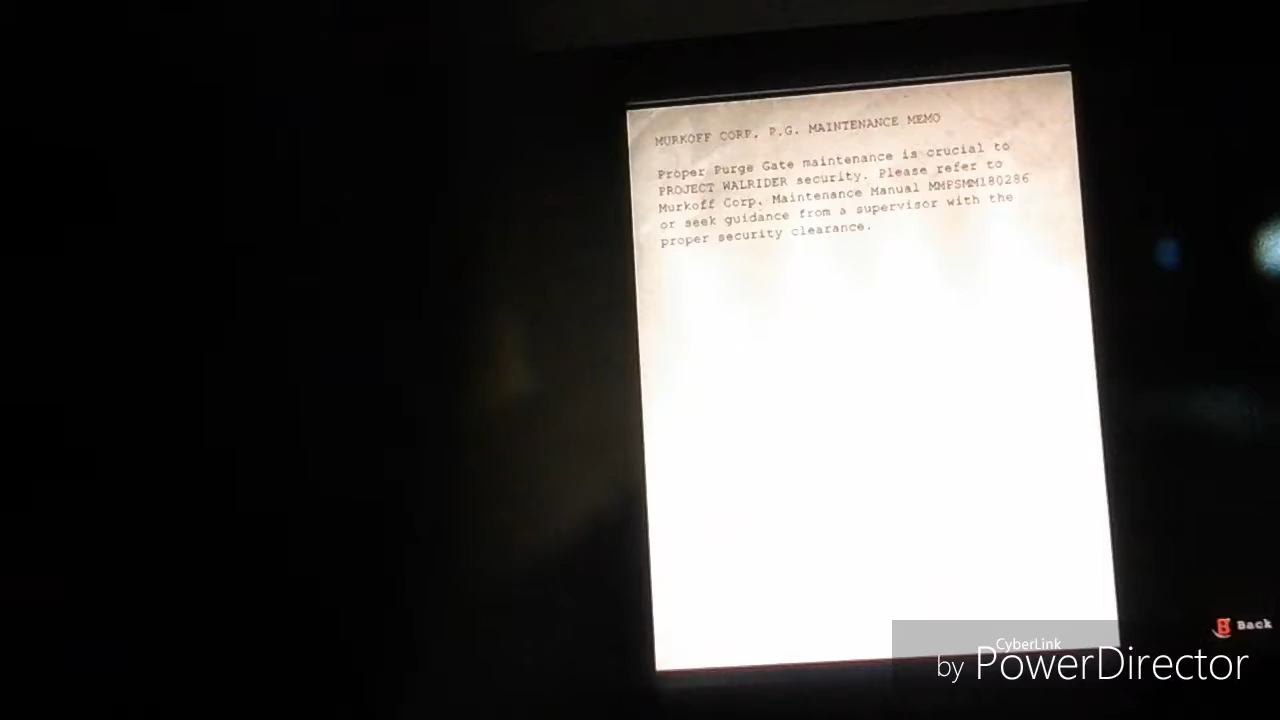 MURKOFF CORP. P.G. MAINTENANCE MEMO
Proper Purge Gate maintenance is crucial to
PROJECT WALRIDER security. Please refer to
Murkoff Corp. Maintenance Manual MMPSMM180286
or seek guidance from a supervisor with the
proper security clearance.
B Back
CyberLink
by PowerDirector